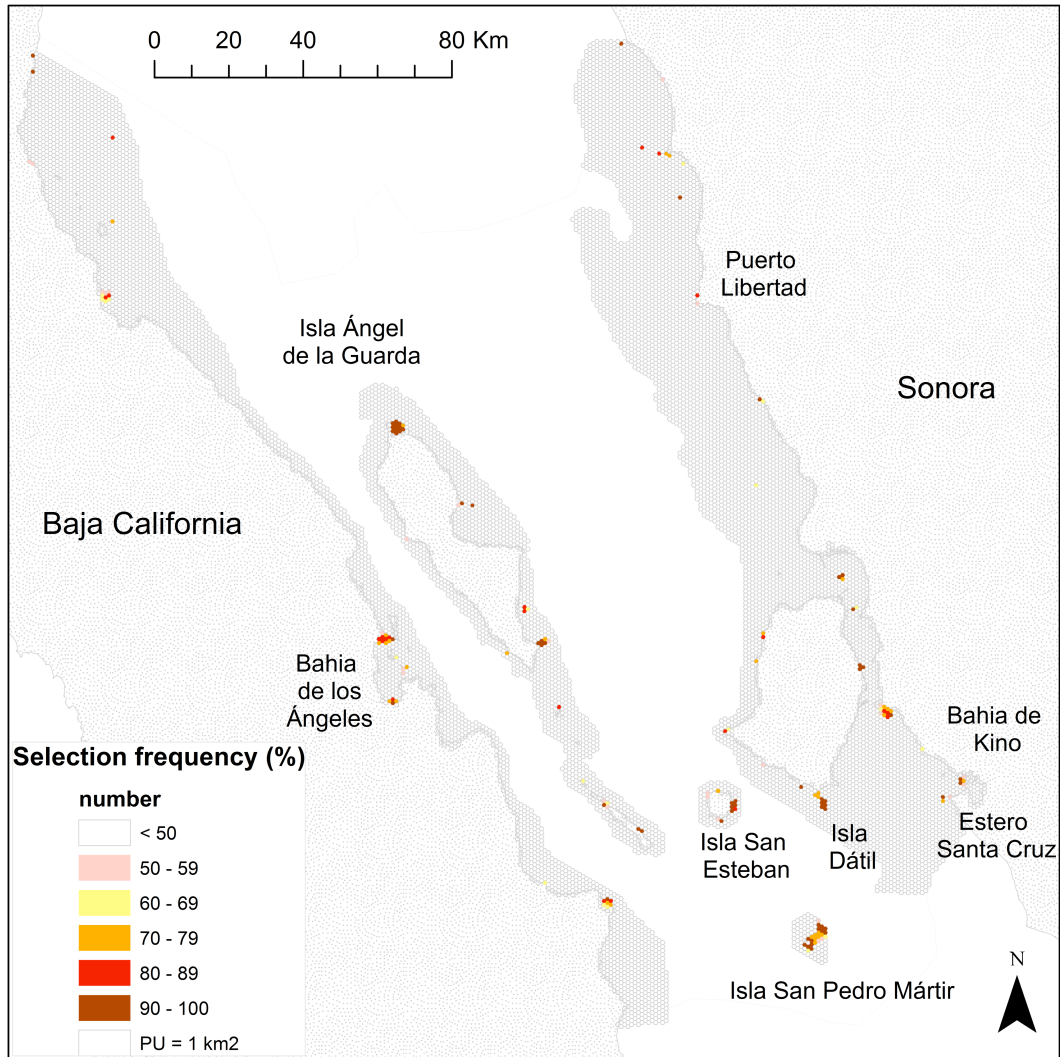 0 20 40 80 Km
Puerto
Libertad
Isla Ángel
de la Guarda
Sonora
Baja California
Bahia
de los
Ángeles
Bahia de
Kino
Isla San
Esteban
Isla
Dátil
Estero
Santa Cruz
Isla San Pedro Mártir
N
Selection frequency (%)
number
< 50
50 - 59
60 - 69
70 - 79
80 - 89
90 - 100
PU = 1 km2